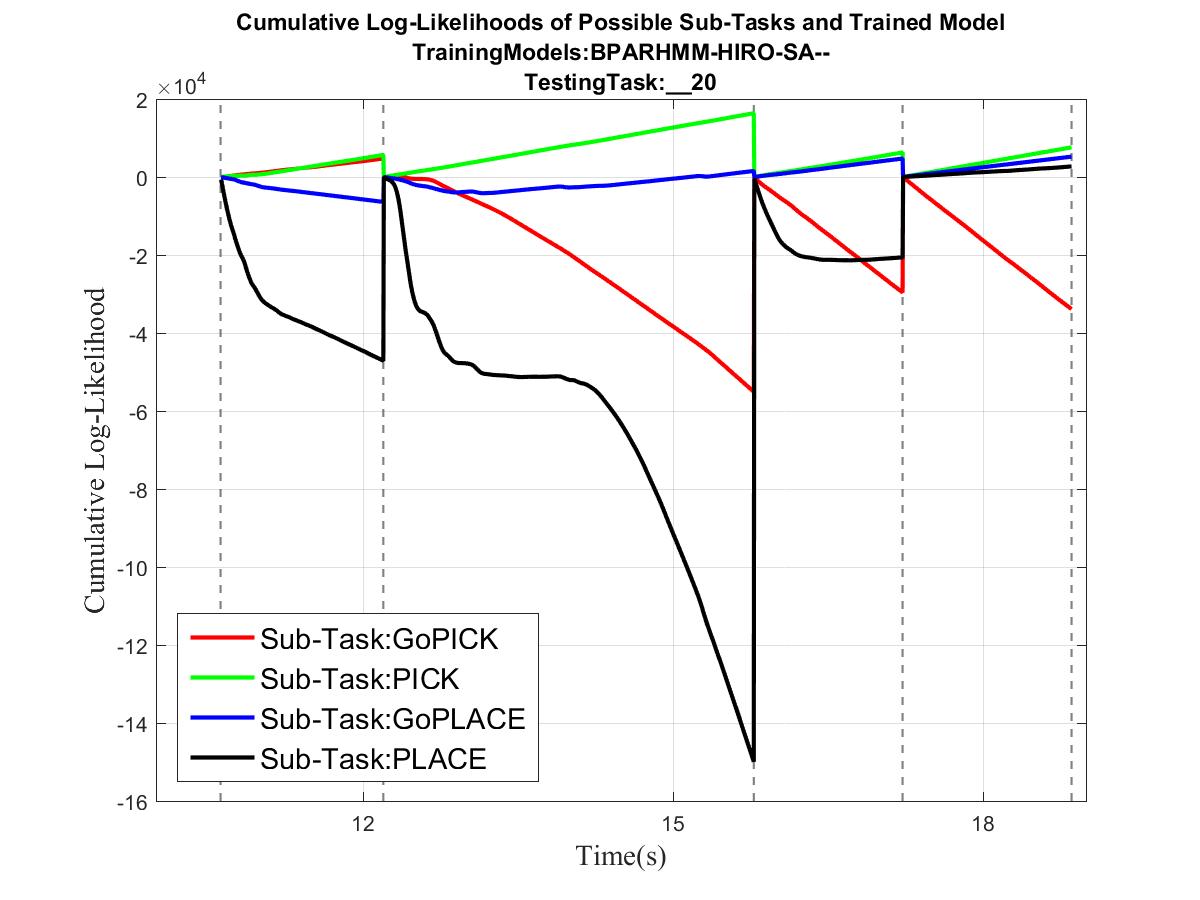 Cumulative Log-Likelihoods of Possible Sub-Tasks and Trained Model
TrainingModels:BPARHMM-HIRO-SA--
TestingTask:__20
×10⁴
2
0
-2
-4
-6
-8
-10
-12
-14
-16
Cumulative Log-Likelihood
Sub-Task:GoPICK
Sub-Task:PICK
Sub-Task:GoPLACE
Sub-Task:PLACE
12 15 18
Time(s)